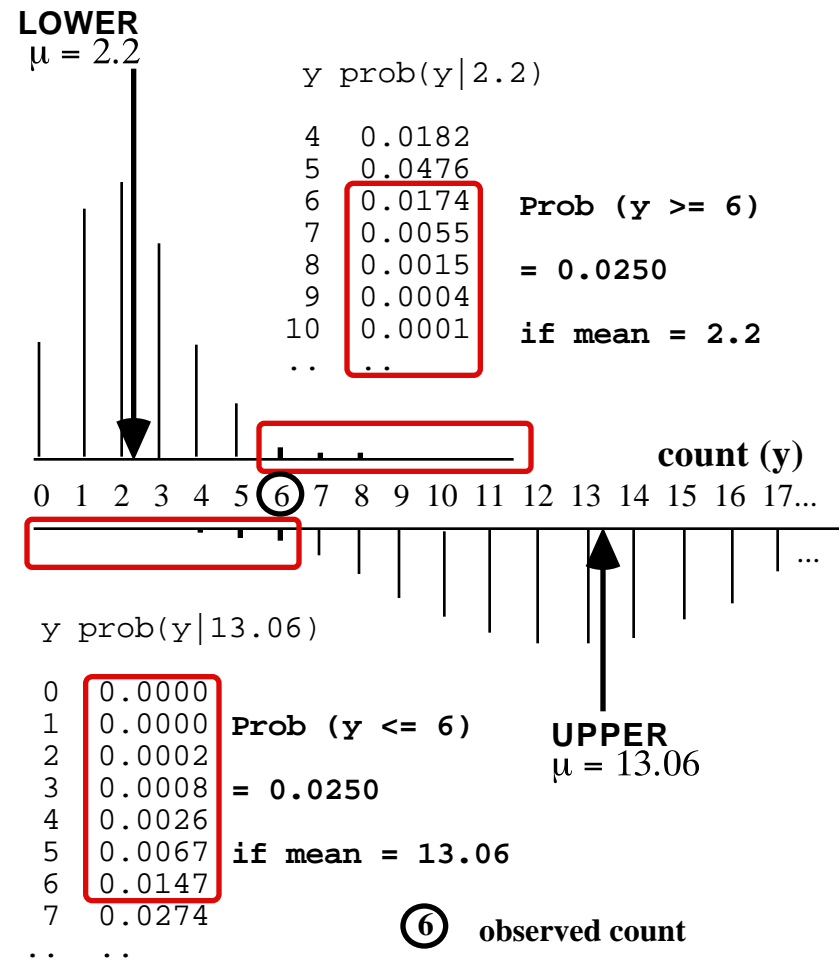 LOWER
μ = 2.2
y prob(y|2.2)
4 0.0182
5 0.0476
6 0.0174
7 0.0055
8 0.0015
9 0.0004
10 0.0001
.. ..
Prob (y >= 6)
= 0.0250
if mean = 2.2
count (y)
0 1 2 3 4 5 6 7 8 9 10 11 12 13 14 15 16 17...
...
y prob(y|13.06)
0 0.0000
1 0.0000
2 0.0002
3 0.0008
4 0.0026
5 0.0067
6 0.0147
7 0.0274
.. ..
Prob (y <= 6)
= 0.0250
if mean = 13.06
UPPER
μ = 13.06
6 observed count